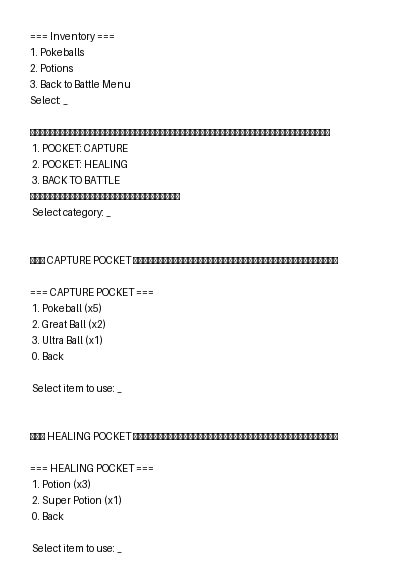 === Inventory ===
1. Pokeballs
2. Potions
3. Back to Battle Menu
Select: _
1. POCKET: CAPTURE
2. POCKET: HEALING
3. BACK TO BATTLE
Select category: _
CAPTURE POCKET
=== CAPTURE POCKET ===
1. Pokeball (x5)
2. Great Ball (x2)
3. Ultra Ball (x1)
0. Back
Select item to use: _
HEALING POCKET
=== HEALING POCKET ===
1. Potion (x3)
2. Super Potion (x1)
0. Back
Select item to use: _